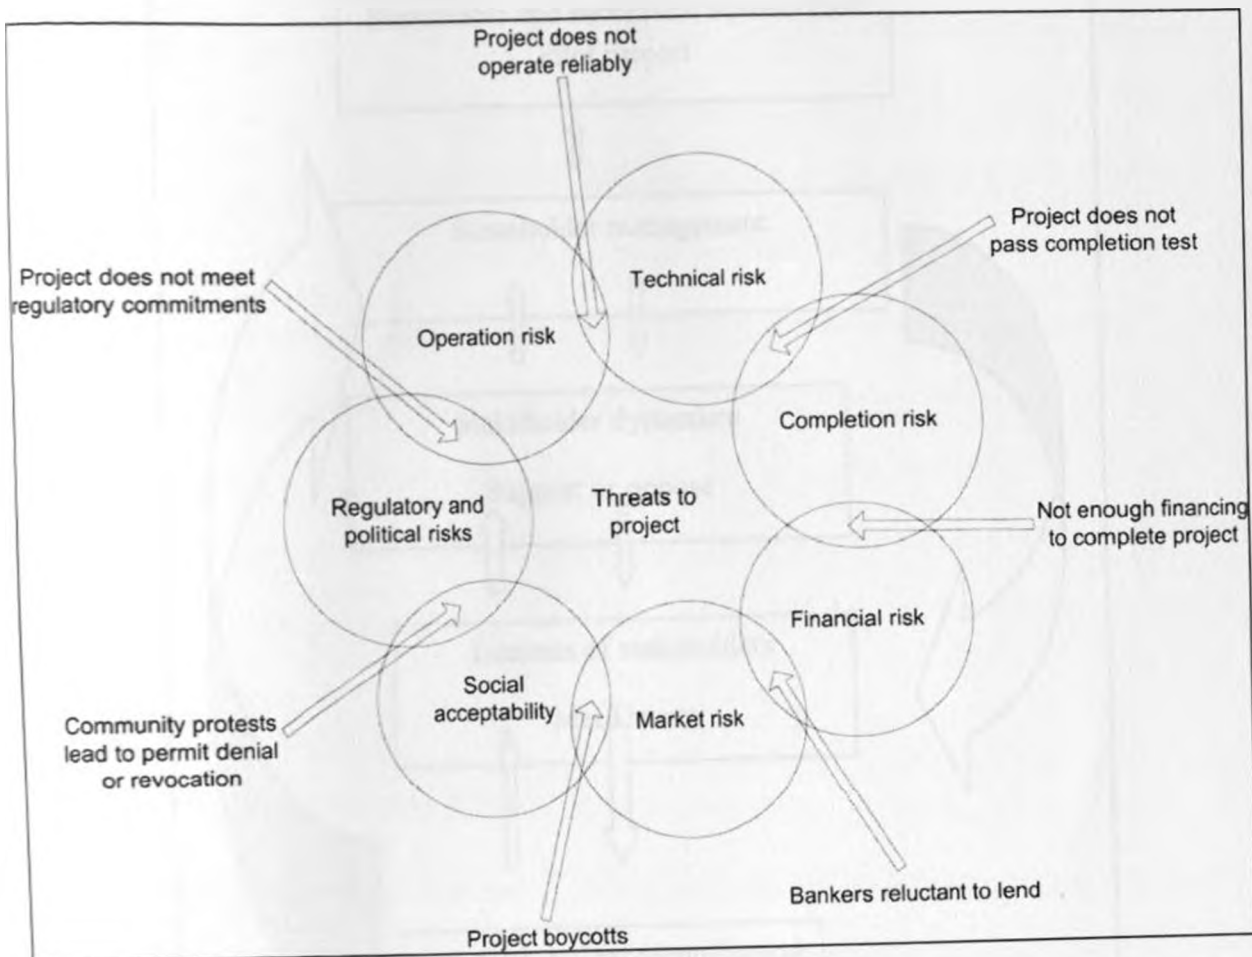 Project does not
operate reliably
Project does not
pass completion test
Technical risk
Project does not meet
regulatory commitments
Operation risk
Completion risk
Regulatory and
political risks
Threats to
project
Not enough financing
to complete project
Financial risk
Social
acceptability
Market risk
Community protests
lead to permit denial
or revocation
Bankers reluctant to lend
Project boycotts